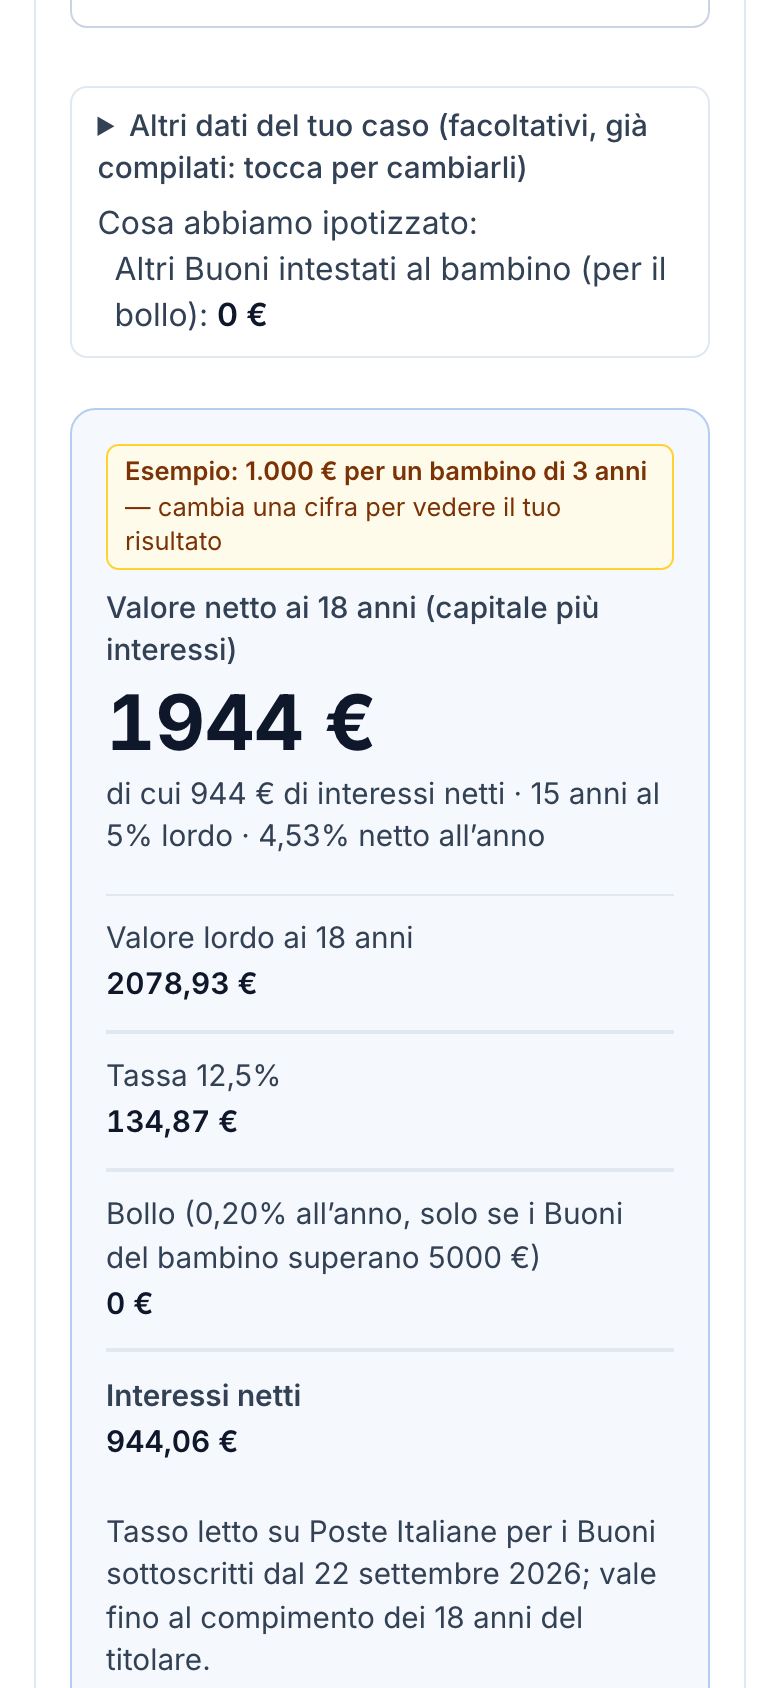 ▶ Altri dati del tuo caso (facoltativi, già
compilati: tocca per cambiarli)
Cosa abbiamo ipotizzato:
Altri Buoni intestati al bambino (per il
bollo): 0 €
Esempio: 1.000 € per un bambino di 3 anni
— cambia una cifra per vedere il tuo
risultato
Valore netto ai 18 anni (capitale più
interessi)
1944 €
di cui 944 € di interessi netti · 15 anni al
5% lordo · 4,53% netto all’anno
Valore lordo ai 18 anni
2078,93 €
Tassa 12,5%
134,87 €
Bollo (0,20% all’anno, solo se i Buoni
del bambino superano 5000 €)
0 €
Interessi netti
944,06 €
Tasso letto su Poste Italiane per i Buoni
sottoscritti dal 22 settembre 2026; vale
fino al compimento dei 18 anni del
titolare.